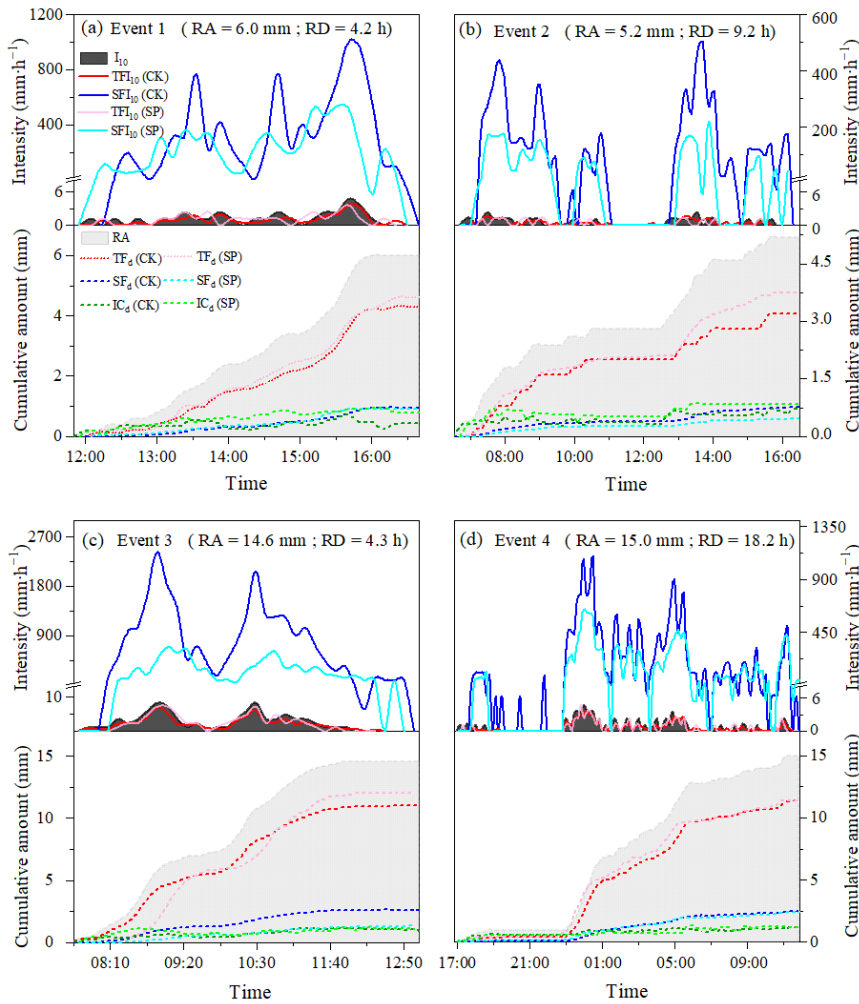 (a) Event 1 ( RA = 6.0 mm ; RD = 4.2 h)
1200
1000
400
6
0
Intensity (mm·h⁻¹)
I₁₀
TFI₁₀ (CK)
SFI₁₀ (CK)
TFI₁₀ (SP)
SFI₁₀ (SP)
RA
TF_d (CK)
TF_d (SP)
SF_d (CK)
SF_d (SP)
IC_d (CK)
IC_d (SP)
6
4
2
0
Cumulative amount (mm)
12:00 13:00 14:00 15:00 16:00
Time
(b) Event 2 ( RA = 5.2 mm ; RD = 9.2 h)
600
500
400
200
6
0
Intensity (mm·h⁻¹)
4.5
3.0
1.5
0.0
Cumulative amount (mm)
08:00 10:00 12:00 14:00 16:00
Time
(c) Event 3 ( RA = 14.6 mm ; RD = 4.3 h)
2700
1800
900
10
0
Intensity (mm·h⁻¹)
15
10
5
0
Cumulative amount (mm)
08:10 09:20 10:30 11:40 12:50
Time
(d) Event 4 ( RA = 15.0 mm ; RD = 18.2 h)
1350
900
450
6
0
Intensity (mm·h⁻¹)
15
10
5
0
Cumulative amount (mm)
17:00 21:00 01:00 05:00 09:00
Time